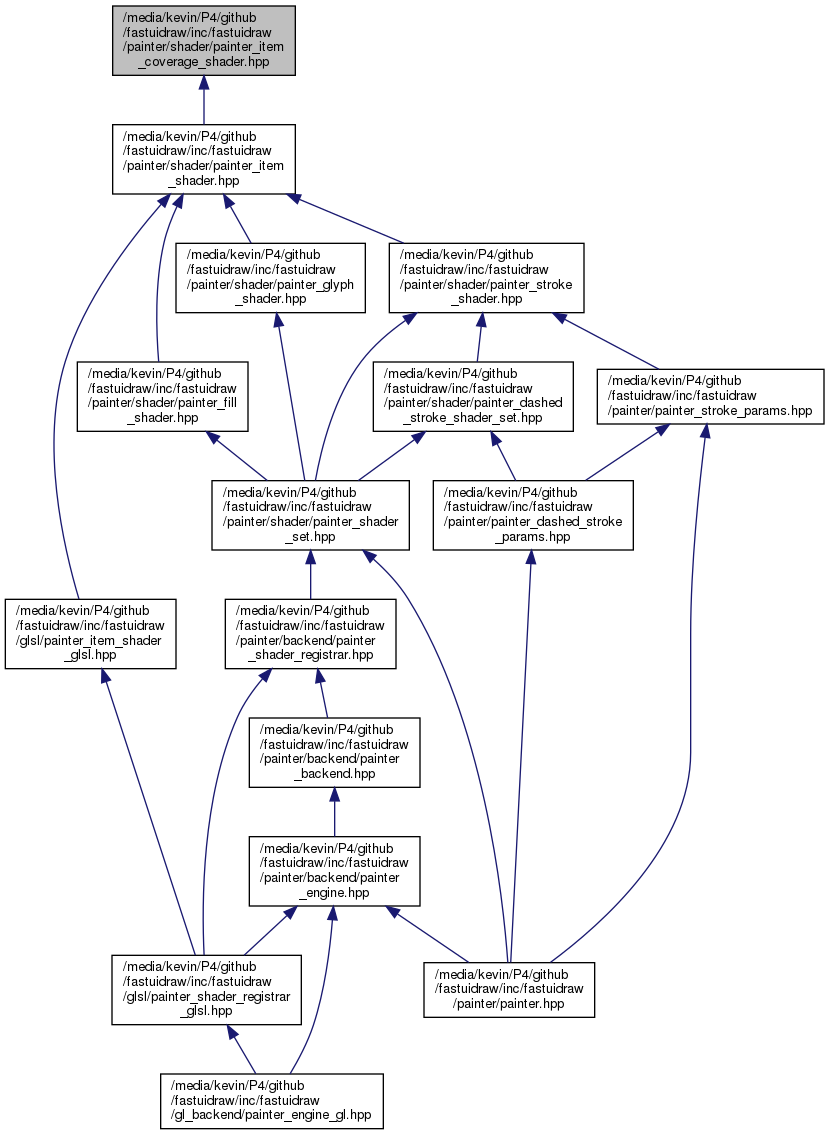 /media/kevin/P4/github
/fastuidraw/inc/fastuidraw
/painter/shader/painter_item
_coverage_shader.hpp
/media/kevin/P4/github
/fastuidraw/inc/fastuidraw
/painter/shader/painter_item
_shader.hpp
/media/kevin/P4/github
/fastuidraw/inc/fastuidraw
/painter/shader/painter_glyph
_shader.hpp
/media/kevin/P4/github
/fastuidraw/inc/fastuidraw
/painter/shader/painter_stroke
_shader.hpp
/media/kevin/P4/github
/fastuidraw/inc/fastuidraw
/painter/shader/painter_fill
_shader.hpp
/media/kevin/P4/github
/fastuidraw/inc/fastuidraw
/painter/shader/painter_dashed
_stroke_shader_set.hpp
/media/kevin/P4/github
/fastuidraw/inc/fastuidraw
/painter/painter_stroke_params.hpp
/media/kevin/P4/github
/fastuidraw/inc/fastuidraw
/painter/shader/painter_shader
_set.hpp
/media/kevin/P4/github
/fastuidraw/inc/fastuidraw
/painter/painter_dashed_stroke
_params.hpp
/media/kevin/P4/github
/fastuidraw/inc/fastuidraw
/glsl/painter_item_shader
_glsl.hpp
/media/kevin/P4/github
/fastuidraw/inc/fastuidraw
/painter/backend/painter
_shader_registrar.hpp
/media/kevin/P4/github
/fastuidraw/inc/fastuidraw
/painter/backend/painter
_backend.hpp
/media/kevin/P4/github
/fastuidraw/inc/fastuidraw
/painter/backend/painter
_engine.hpp
/media/kevin/P4/github
/fastuidraw/inc/fastuidraw
/glsl/painter_shader_registrar
_glsl.hpp
/media/kevin/P4/github
/fastuidraw/inc/fastuidraw
/painter/painter.hpp
/media/kevin/P4/github
/fastuidraw/inc/fastuidraw
/gl_backend/painter_engine_gl.hpp